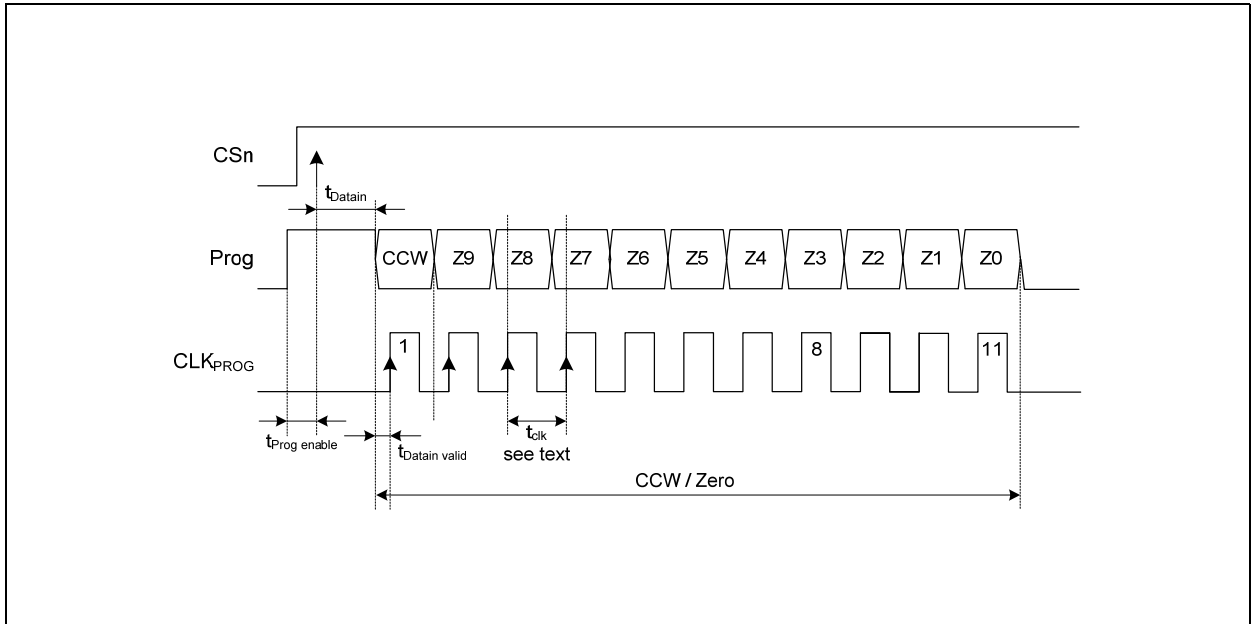 CSn
tDatain
Prog
CCW Z9 Z8 Z7 Z6 Z5 Z4 Z3 Z2 Z1 Z0
CLKPROG
1 8 11
tProg enable
tDatain valid
tclk
see text
CCW / Zero